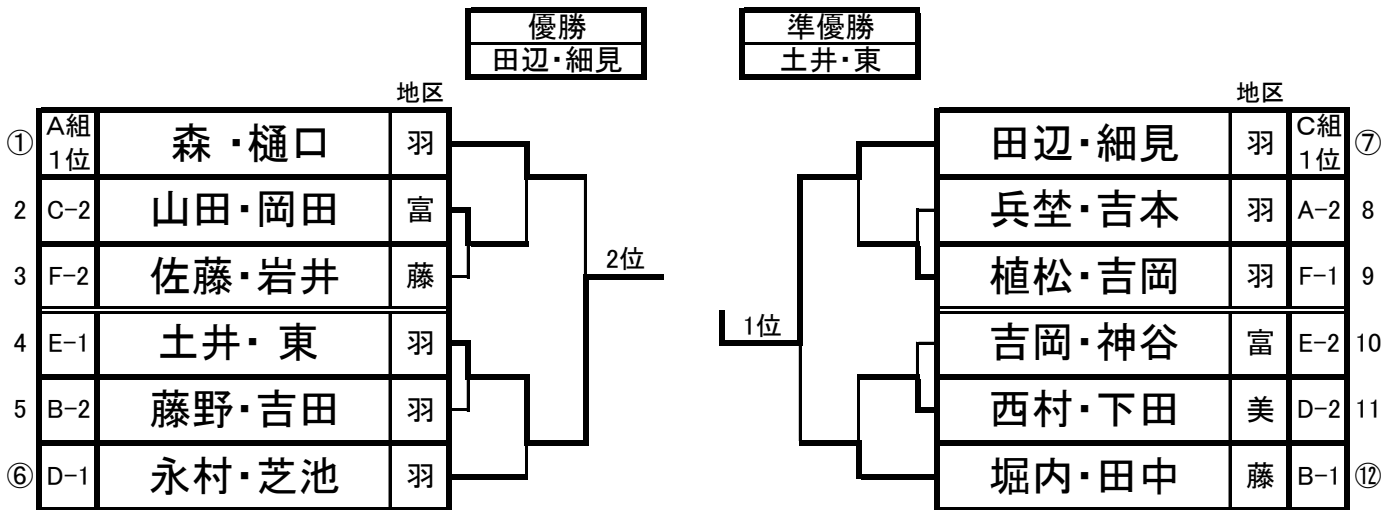 優勝
田辺・細見
準優勝
土井・東
地区
① A組1位 森・樋口 羽
2 C-2 山田・岡田 富
3 F-2 佐藤・岩井 藤
4 E-1 土井・東 羽
5 B-2 藤野・吉田 羽
⑥ D-1 永村・芝池 羽
2位
1位
地区
田辺・細見 羽 C組1位 ⑦
兵埜・吉本 羽 A-2 8
植松・吉岡 羽 F-1 9
吉岡・神谷 富 E-2 10
西村・下田 美 D-2 11
堀内・田中 藤 B-1 ⑫